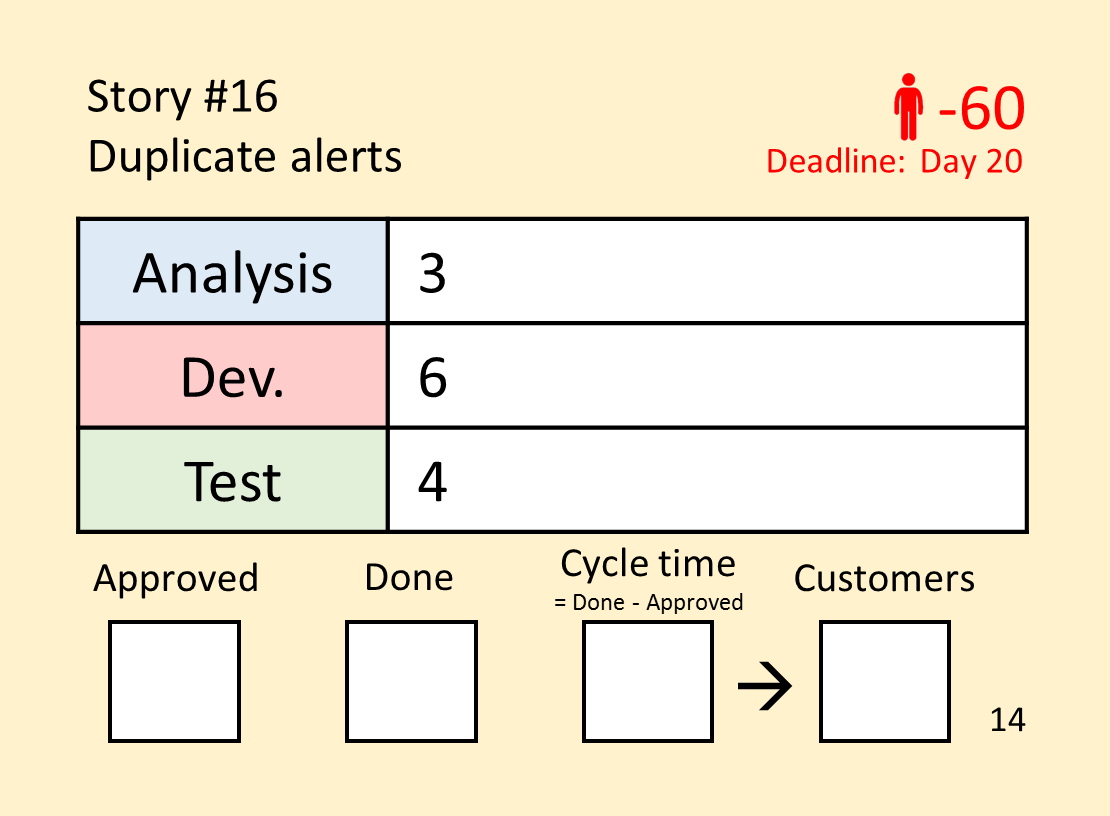 Story #16
Duplicate alerts
-60
Deadline: Day 20
Analysis 3
Dev. 6
Test 4
Approved Done Cycle time Customers
= Done - Approved
14